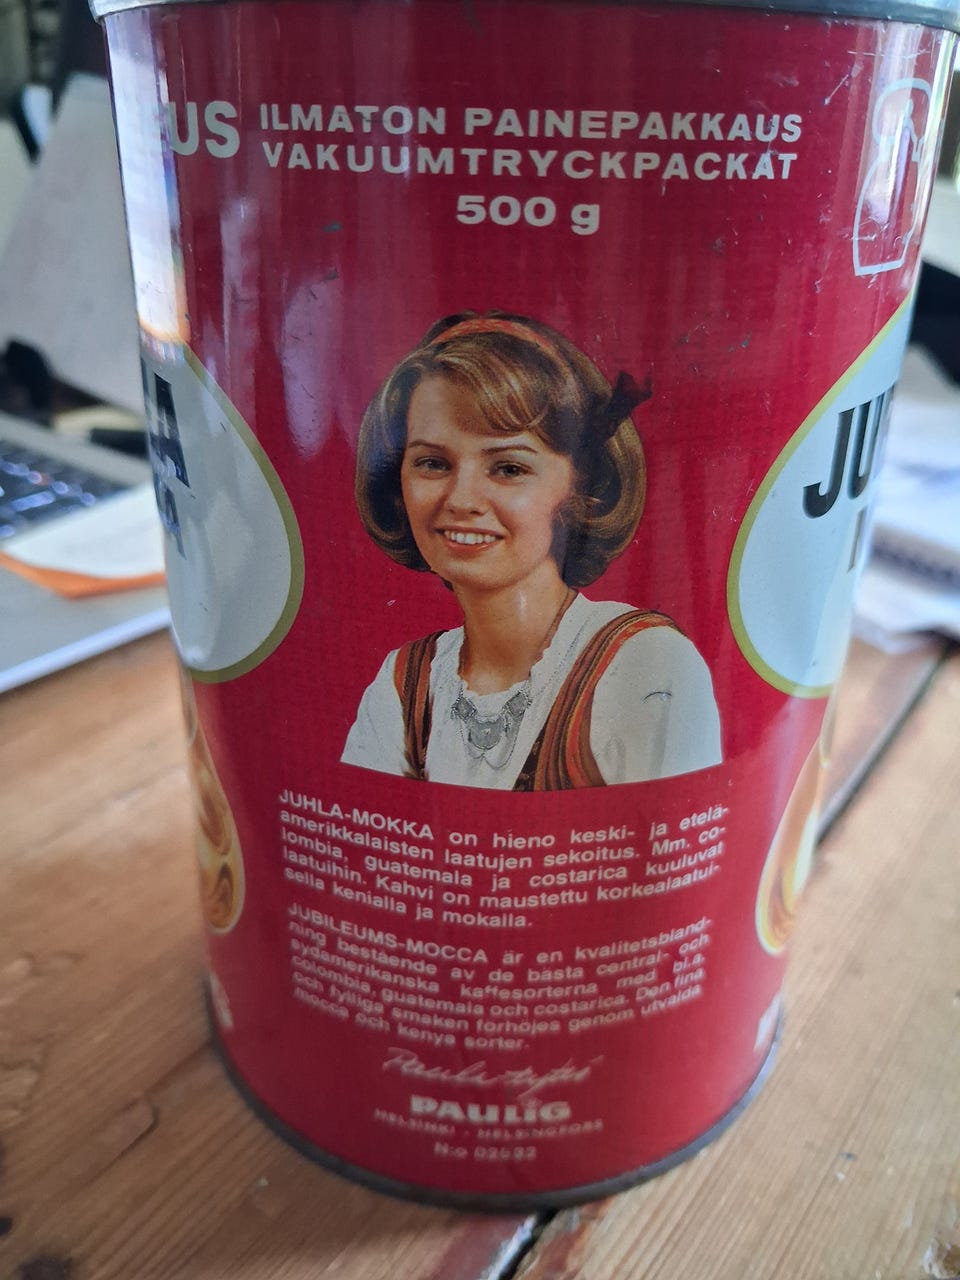 US
ILMATON PAINEPAKKAUS
VAKUUMTRYCKPACKAT
500 g
JU
JUHLA-MOKKA on hieno keski- ja etelä-
amerikkalaisten laatujen sekoitus. Mm. co-
lombia, guatemala ja costarica kuuluvat
laatuihin. Kahvi on maustettu korkealaatui-
sella kenialla ja mokalla.
JUBILEUMS-MOCCA är en kvalitetsbland-
ning bestående av de bästa central- och
sydamerikanska kaffesorterna med bl.a.
colombia, guatemala och costarica. Den fina
och fylliga smaken förhöjes genom utvalda
mocca och kenya sorter.
Paula-tyttö
PAULIG
HELSINKI - HELSINGFORS
N:o